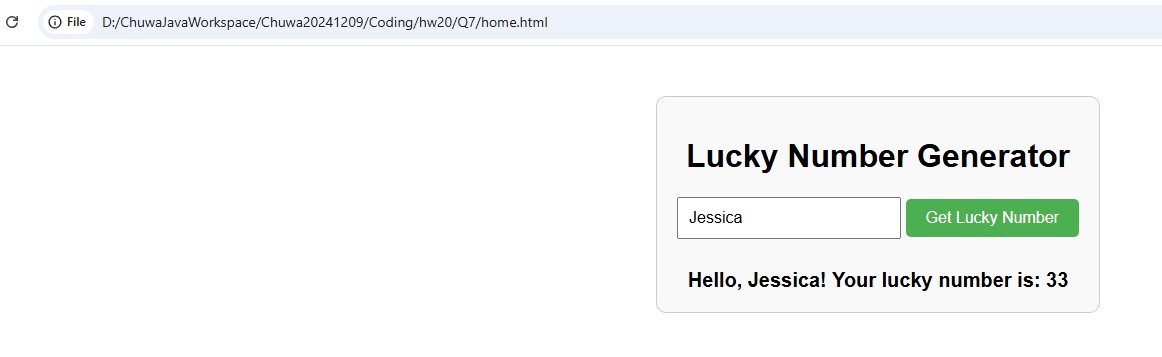 File D:/ChuwaJavaWorkspace/Chuwa20241209/Coding/hw20/Q7/home.html
Lucky Number Generator
Jessica Get Lucky Number
Hello, Jessica! Your lucky number is: 33